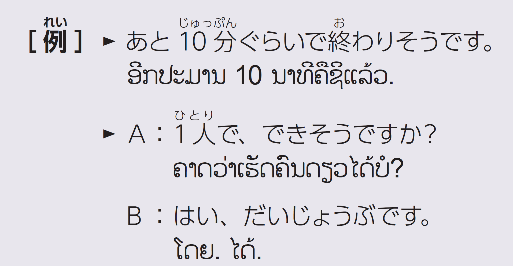 れい
[例] ► あと10分ぐらいで終わりそうです。
じゅっぷん お
ອີກປະມານ 10 ນາທີຄືຊິແລ້ວ.
ひとり
► A：1人で、できそうですか？
ຄາດວ່າເຮັດຄົນດຽວໄດ້ບໍ?
B：はい、だいじょうぶです。
ໂດຍ. ໄດ້.